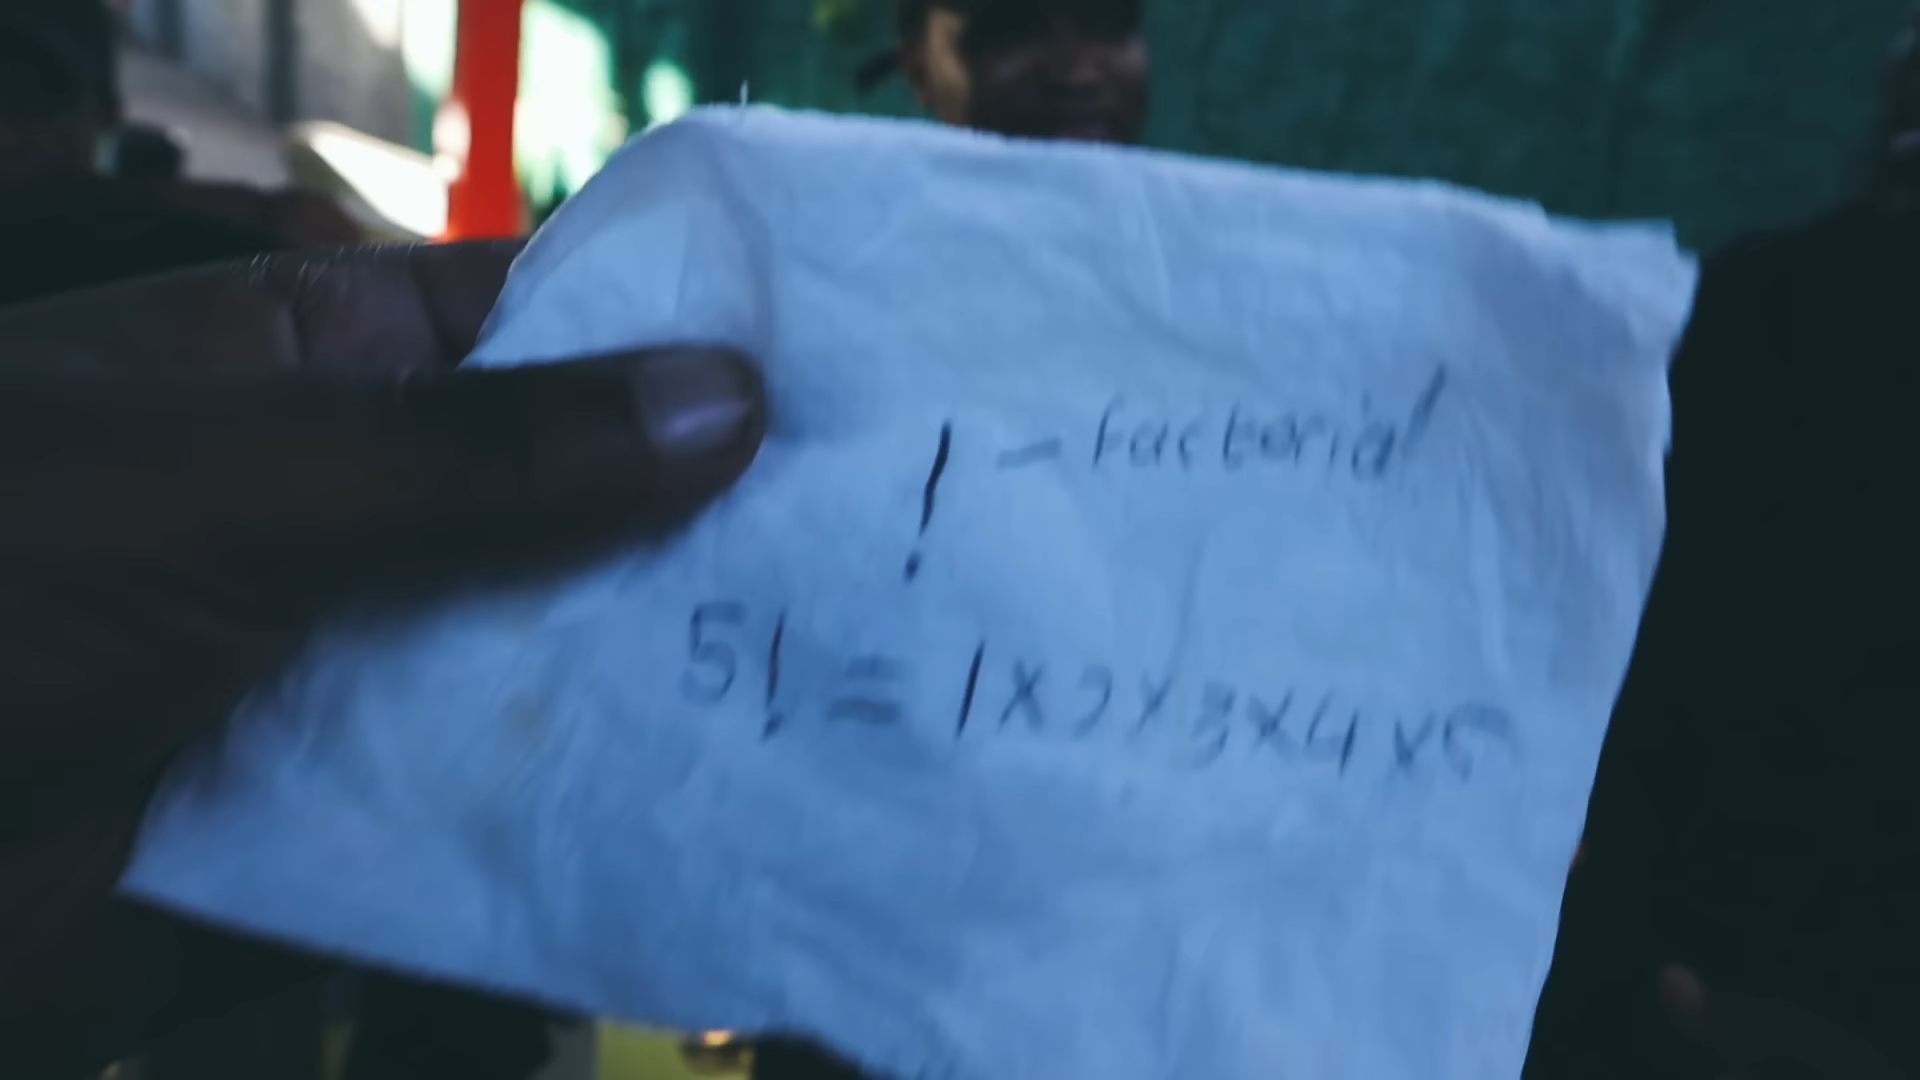 ! - factorial
5! = 1x2x3x4x5